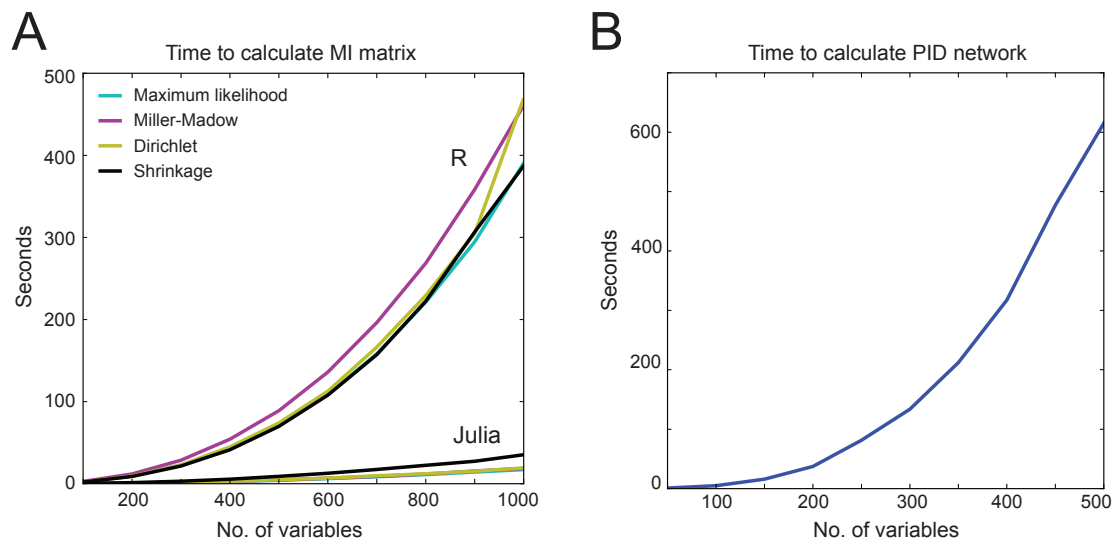 A
Time to calculate MI matrix
500
400
300
200
100
0
Seconds
Maximum likelihood
Miller-Madow
Dirichlet
Shrinkage
R
Julia
200 400 600 800 1000
No. of variables
B
Time to calculate PID network
600
400
200
0
Seconds
100 200 300 400 500
No. of variables